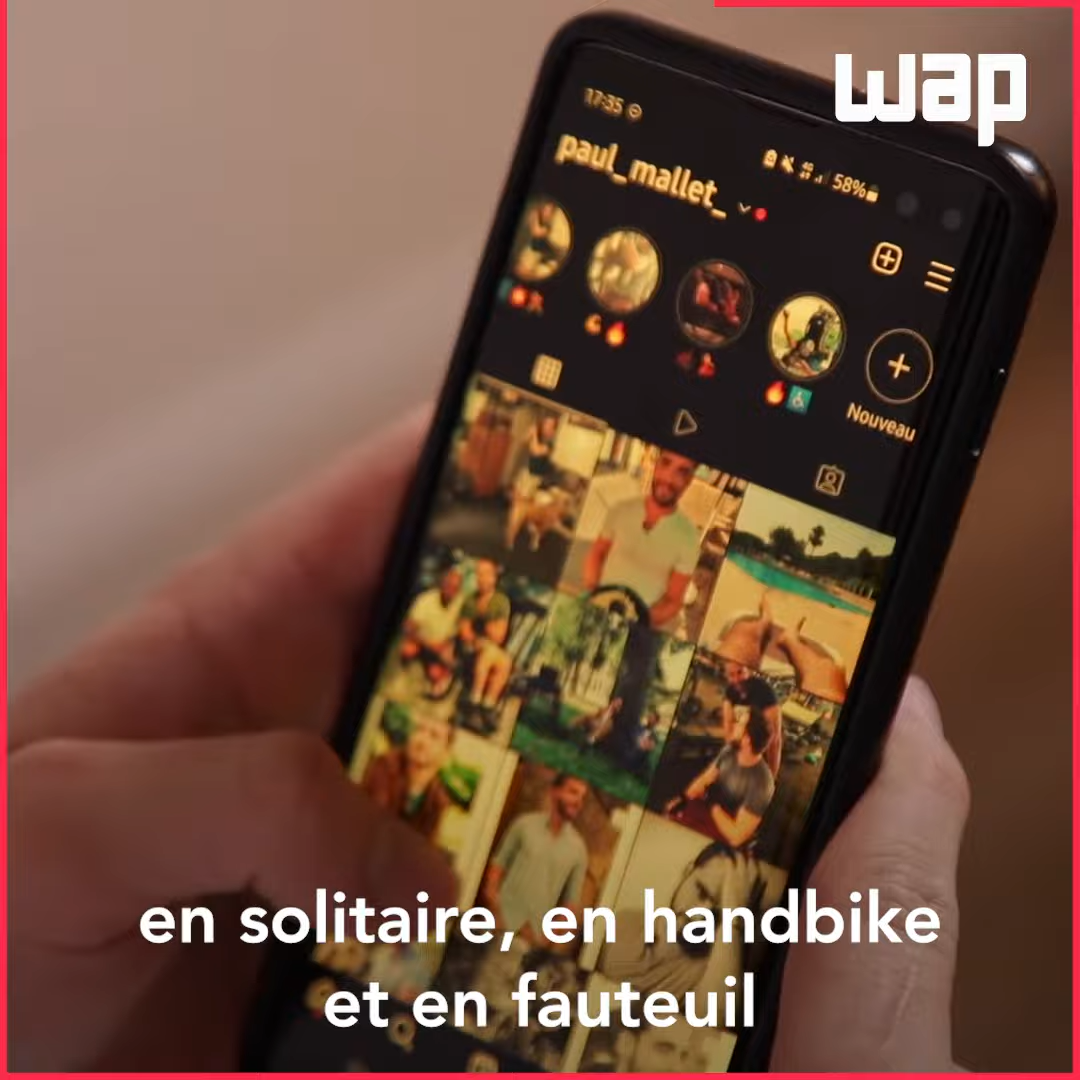 wap
17:35
58%
paul_mallet_
Nouveau
en solitaire, en handbike
et en fauteuil